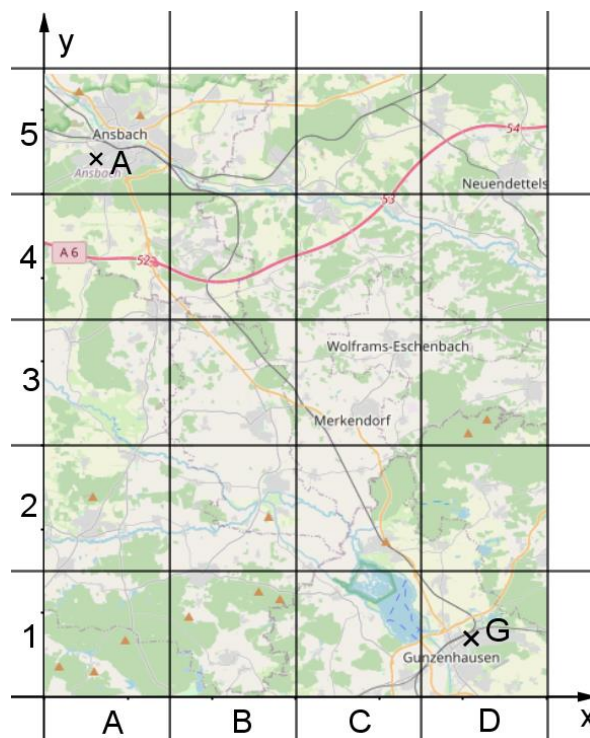 y
5
54
Ansbach
A
Ansbach
Neuendettels
53
4
A 6
52
3
Wolframs-Eschenbach
Merkendorf
2
1
G
Gunzenhausen
A B C D x